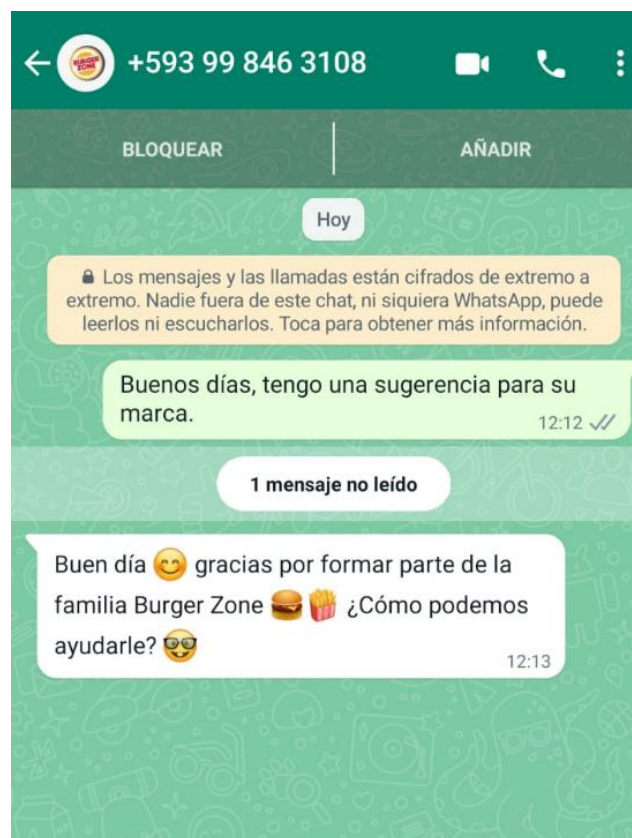 BURGER
ZONE
+593 99 846 3108
BLOQUEAR
AÑADIR
Hoy
Los mensajes y las llamadas están cifrados de extremo a
extremo. Nadie fuera de este chat, ni siquiera WhatsApp, puede
leerlos ni escucharlos. Toca para obtener más información.
Buenos días, tengo una sugerencia para su
marca.
12:12
1 mensaje no leído
Buen día 😊 gracias por formar parte de la
familia Burger Zone 🍔 🍟 ¿Cómo podemos
ayudarle? 🤓
12:13